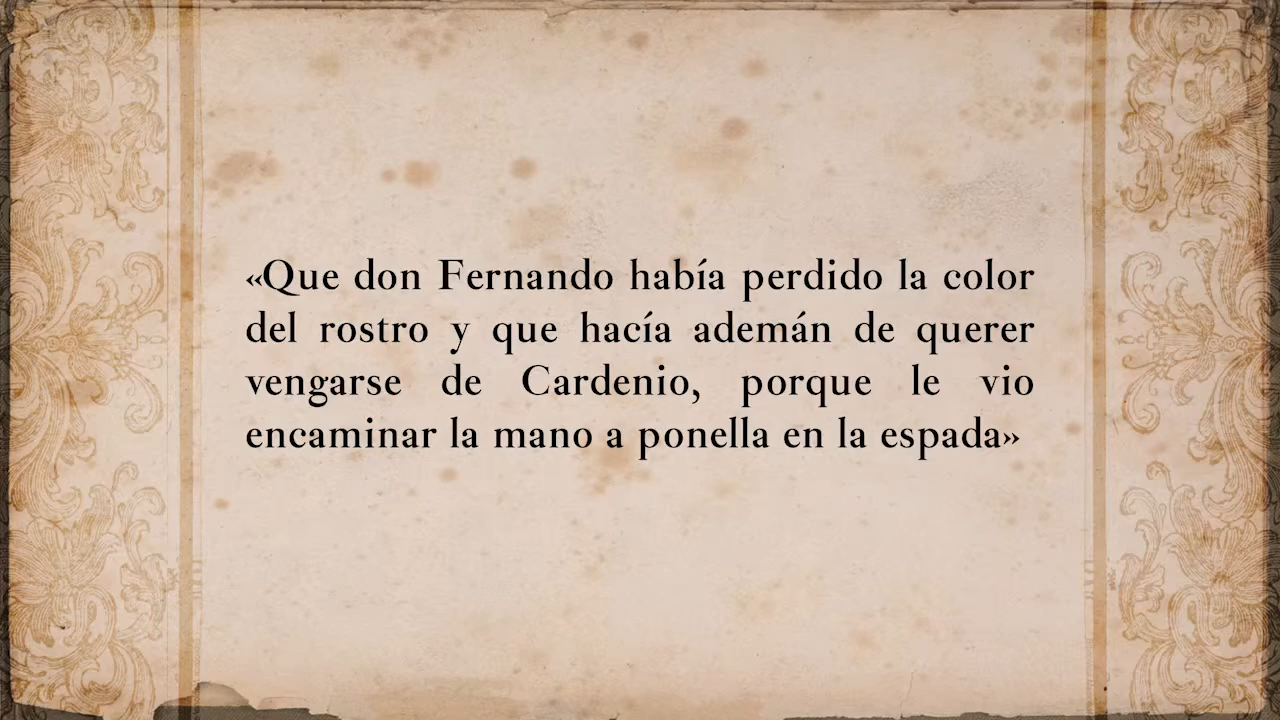 «Que don Fernando había perdido la color
del rostro y que hacía ademán de querer
vengarse de Cardenio, porque le vio
encaminar la mano a ponella en la espada»